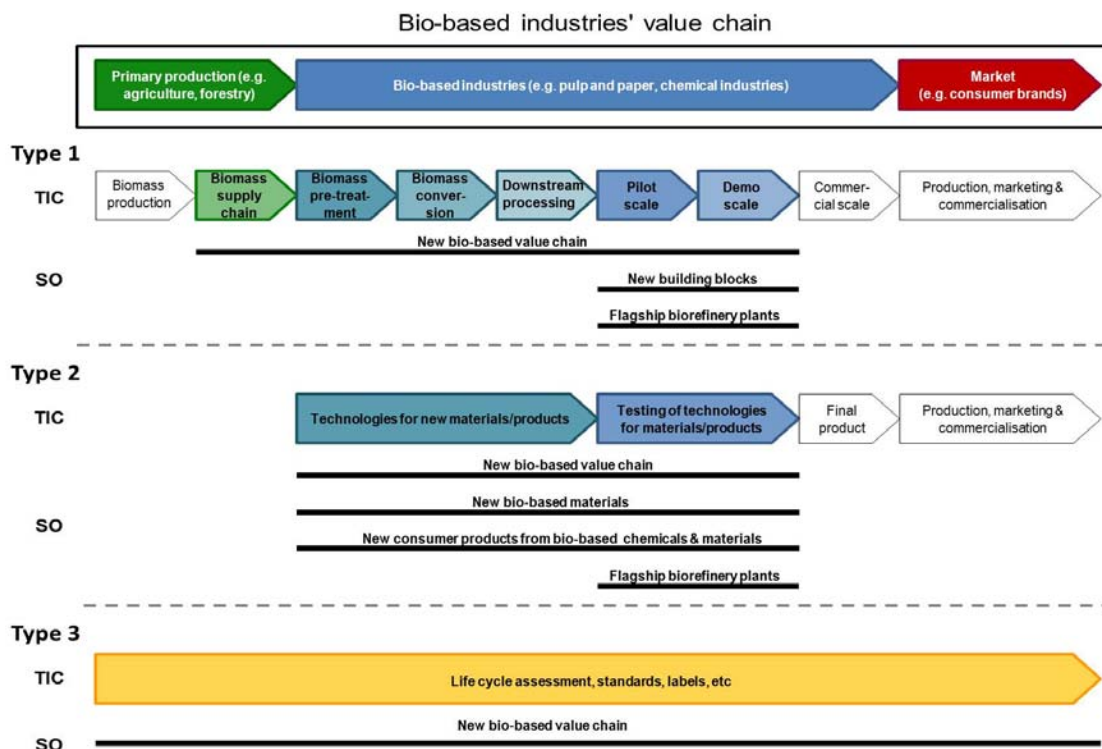 Bio-based industries' value chain
Primary production (e.g.
agriculture, forestry)
Bio-based industries (e.g. pulp and paper, chemical industries)
Market
(e.g. consumer brands)
Type 1
TIC
Biomass
production
Biomass
supply
chain
Biomass
pre-treat-
ment
Biomass
conver-
sion
Downstream
processing
Pilot
scale
Demo
scale
Commer-
cial scale
Production, marketing &
commercialisation
New bio-based value chain
SO
New building blocks
Flagship biorefinery plants
Type 2
TIC
Technologies for new materials/products
Testing of technologies
for materials/products
Final
product
Production, marketing &
commercialisation
New bio-based value chain
New bio-based materials
SO
New consumer products from bio-based chemicals & materials
Flagship biorefinery plants
Type 3
TIC
Life cycle assessment, standards, labels, etc
New bio-based value chain
SO